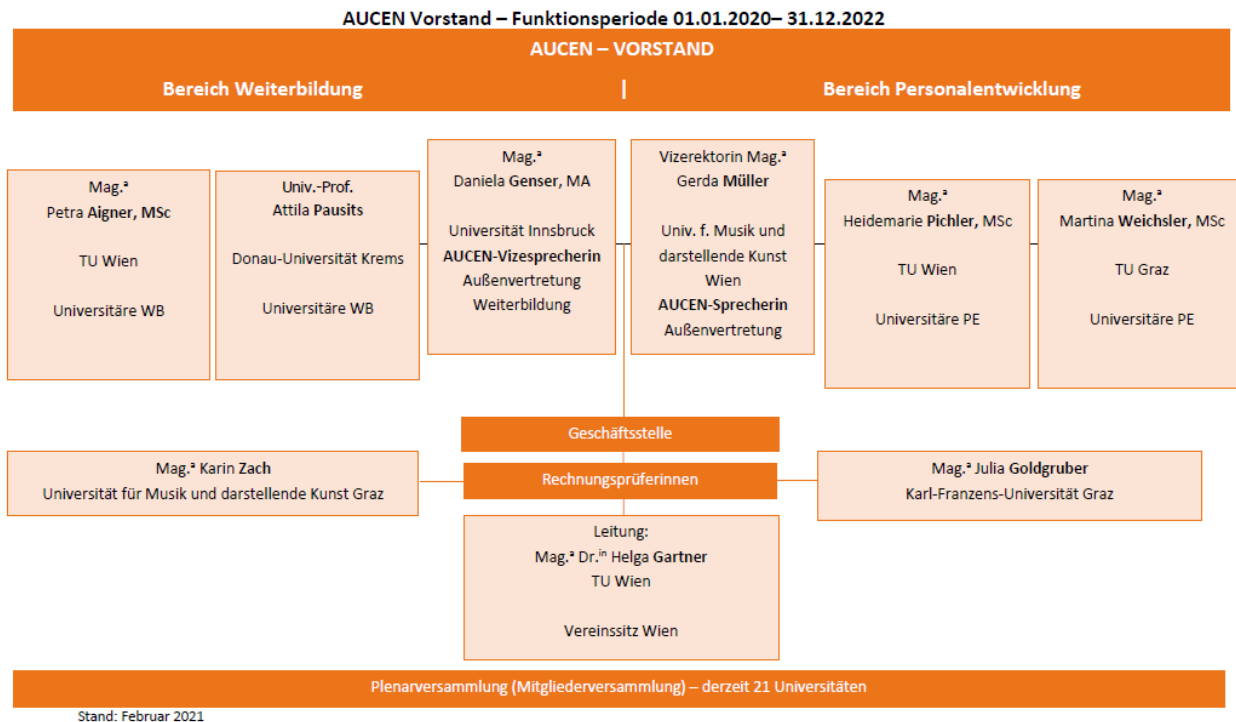 AUCEN Vorstand – Funktionsperiode 01.01.2020– 31.12.2022
AUCEN – VORSTAND
Bereich Weiterbildung | Bereich Personalentwicklung
Mag.ª
Petra Aigner, MSc
TU Wien
Universitäre WB
Univ.-Prof.
Attila Pausits
Donau-Universität Krems
Universitäre WB
Mag.ª
Daniela Genser, MA
Universität Innsbruck
AUCEN-Vizesprecherin
Außenvertretung
Weiterbildung
Vizerektorin Mag.ª
Gerda Müller
Univ. f. Musik und
darstellende Kunst
Wien
AUCEN-Sprecherin
Außenvertretung
Mag.ª
Heidemarie Pichler, MSc
TU Wien
Universitäre PE
Mag.ª
Martina Weichsler, MSc
TU Graz
Universitäre PE
Geschäftsstelle
Mag.ª Karin Zach
Universität für Musik und darstellende Kunst Graz
Rechnungsprüferinnen
Mag.ª Julia Goldgruber
Karl-Franzens-Universität Graz
Leitung:
Mag.ª Dr.ⁱⁿ Helga Gartner
TU Wien
Vereinssitz Wien
Plenarversammlung (Mitgliederversammlung) – derzeit 21 Universitäten
Stand: Februar 2021